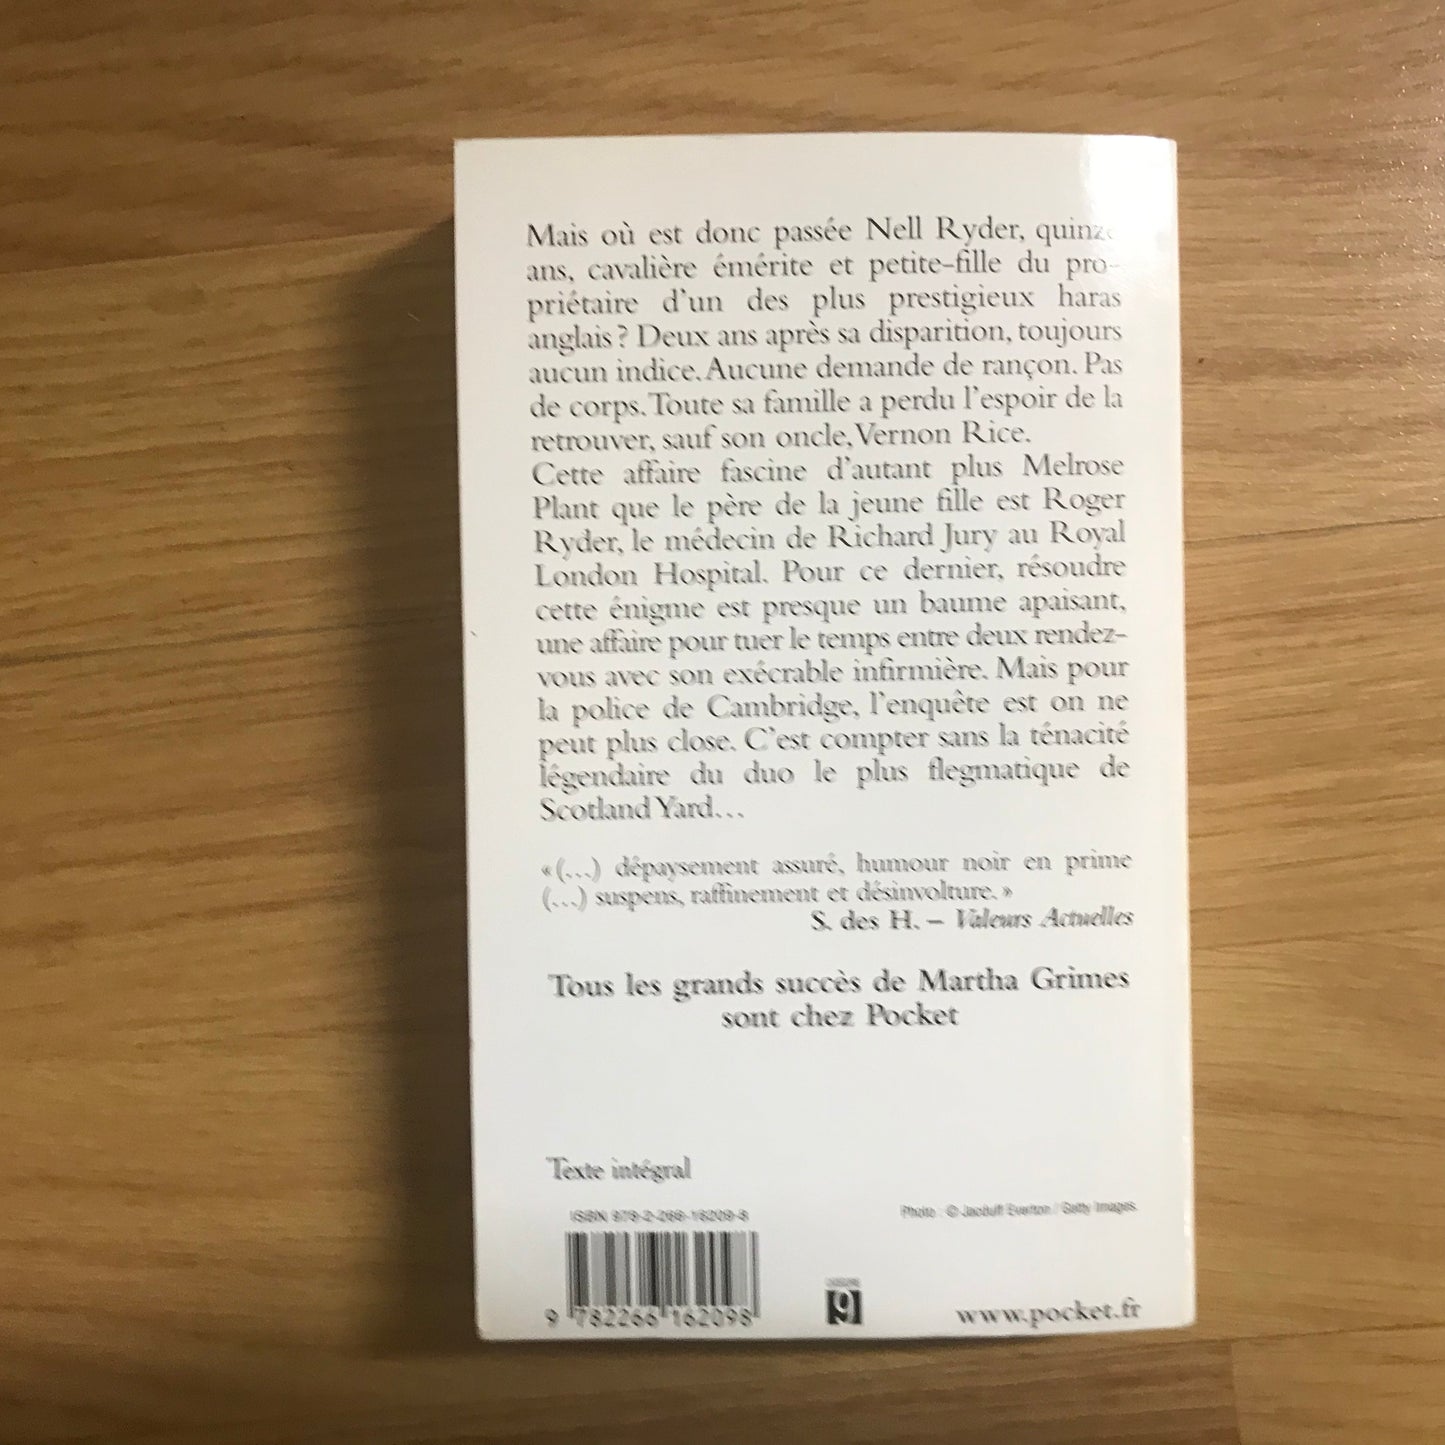 Mais où est donc passée Nell Ryder, quinze
ans, cavalière émérite et petite-fille du pro-
priétaire d'un des plus prestigieux haras
anglais ? Deux ans après sa disparition, toujours
aucun indice. Aucune demande de rançon. Pas
de corps. Toute sa famille a perdu l'espoir de la
retrouver, sauf son oncle, Vernon Rice.
Cette affaire fascine d'autant plus Melrose
Plant que le père de la jeune fille est Roger
Ryder, le médecin de Richard Jury au Royal
London Hospital. Pour ce dernier, résoudre
cette énigme est presque un baume apaisant,
une affaire pour tuer le temps entre deux rendez-
vous avec son exécrable infirmière. Mais pour
la police de Cambridge, l'enquête est on ne
peut plus close. C'est compter sans la ténacité
légendaire du duo le plus flegmatique de
Scotland Yard…
« (…) dépaysement assuré, humour noir en prime
(…) suspens, raffinement et désinvolture. »
S. des H. – Valeurs Actuelles
Tous les grands succès de Martha Grimes
sont chez Pocket
Texte intégral
ISBN 978-2-266-16209-8
Photo : © Everton / Getty Images
9 782266 162098
9
www.pocket.fr